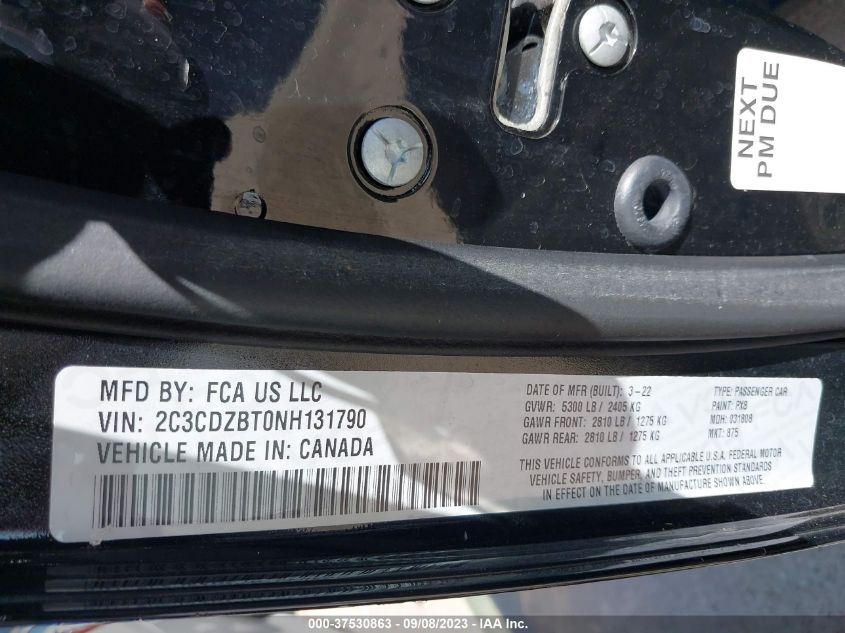 NEXT
PM DUE
MFD BY: FCA US LLC
VIN: 2C3CDZBT0NH131790
VEHICLE MADE IN: CANADA
DATE OF MFR (BUILT): 3-22
GVWR: 5300 LB / 2405 KG
GAWR FRONT: 2810 LB / 1275 KG
GAWR REAR: 2810 LB / 1275 KG
TYPE: PASSENGER CAR
PAINT: PX8
MDH: 031808
MKT: 875
THIS VEHICLE CONFORMS TO ALL APPLICABLE U.S.A. FEDERAL MOTOR
VEHICLE SAFETY, BUMPER, AND THEFT PREVENTION STANDARDS
IN EFFECT ON THE DATE OF MANUFACTURE SHOWN ABOVE.
000-37530863 - 09/08/2023 - IAA Inc.